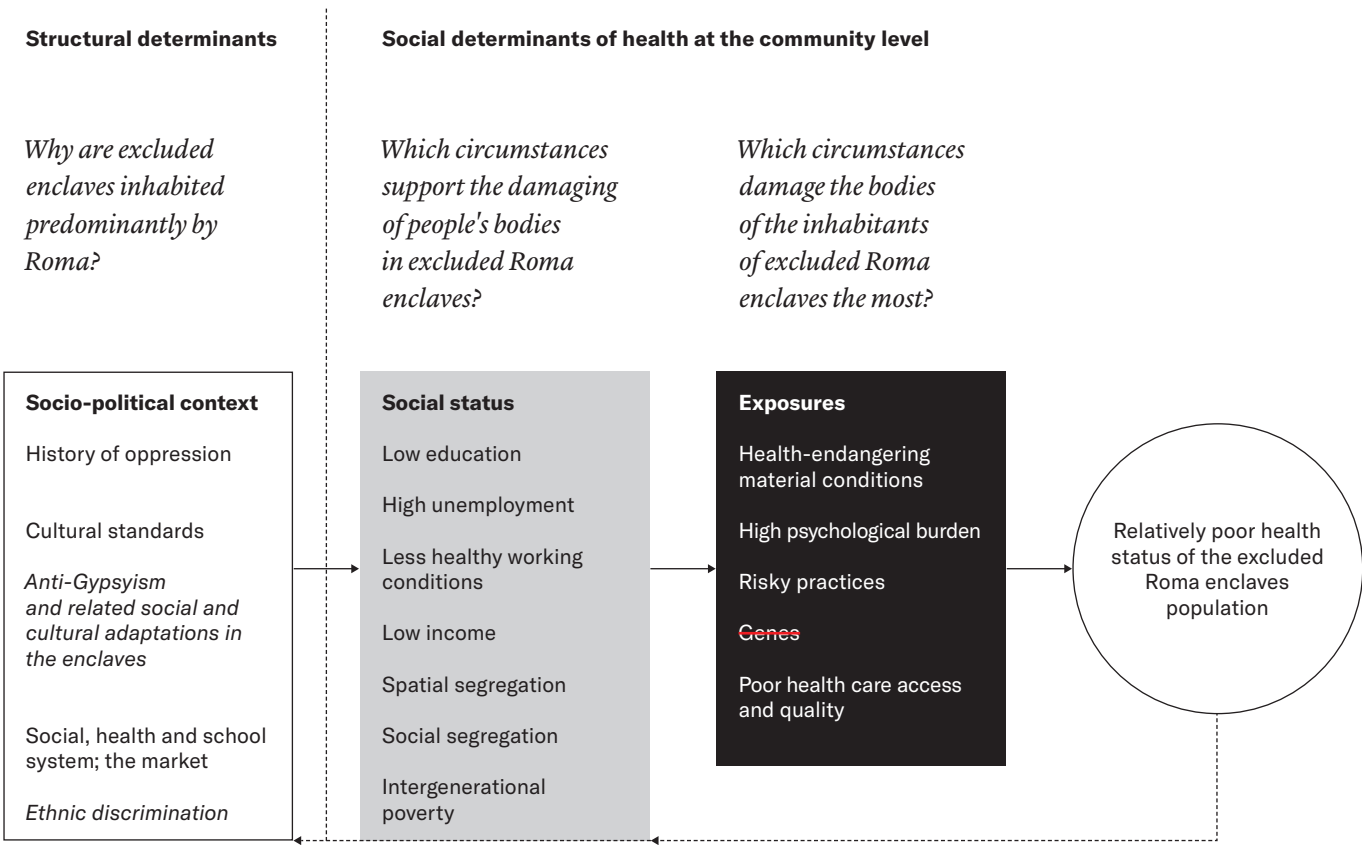 Structural determinants
Social determinants of health at the community level
Why are excluded
enclaves inhabited
predominantly by
Roma?
Which circumstances
support the damaging
of people's bodies
in excluded Roma
enclaves?
Which circumstances
damage the bodies
of the inhabitants
of excluded Roma
enclaves the most?
Socio-political context
History of oppression
Cultural standards
Anti-Gypsyism
and related social and
cultural adaptations in
the enclaves
Social, health and school
system; the market
Ethnic discrimination
Social status
Low education
High unemployment
Less healthy working
conditions
Low income
Spatial segregation
Social segregation
Intergenerational
poverty
Exposures
Health-endangering
material conditions
High psychological burden
Risky practices
Genes
Poor health care access
and quality
Relatively poor health
status of the excluded
Roma enclaves
population